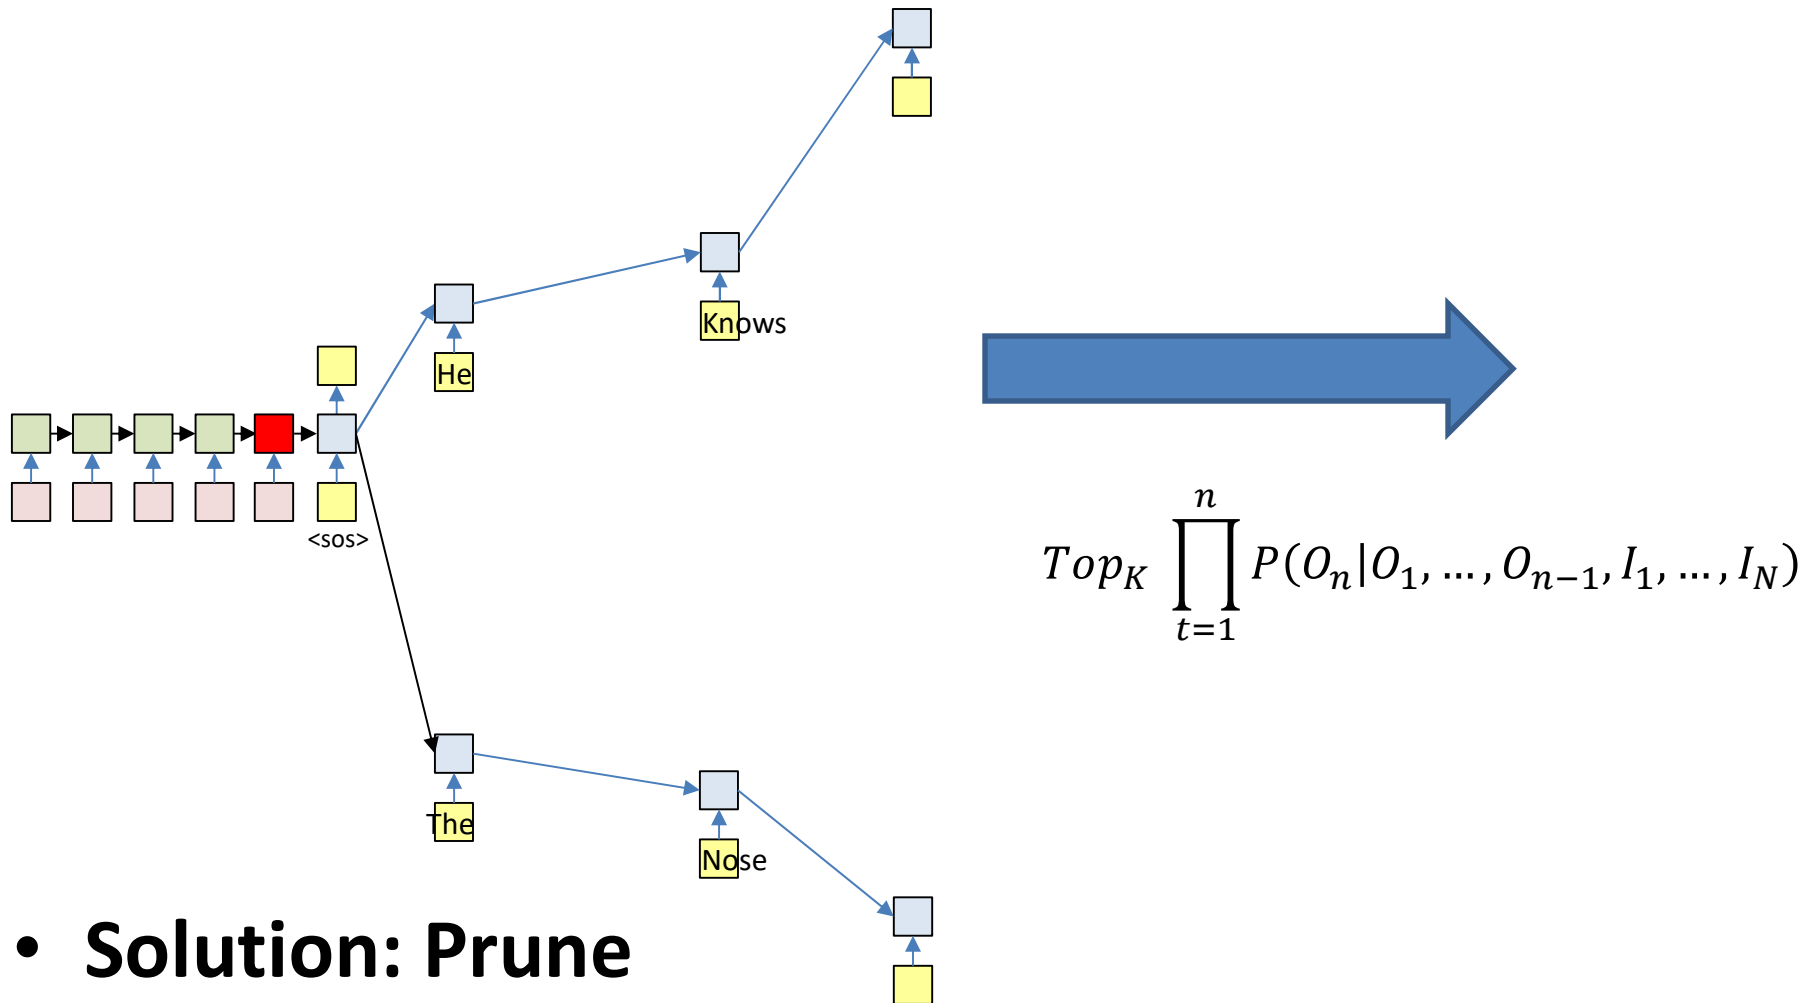 Knows
He
<sos>
n
Top_K ∏ P(O_n|O_1, …, O_{n−1}, I_1, …, I_N)
t=1
The
Nose
• Solution: Prune